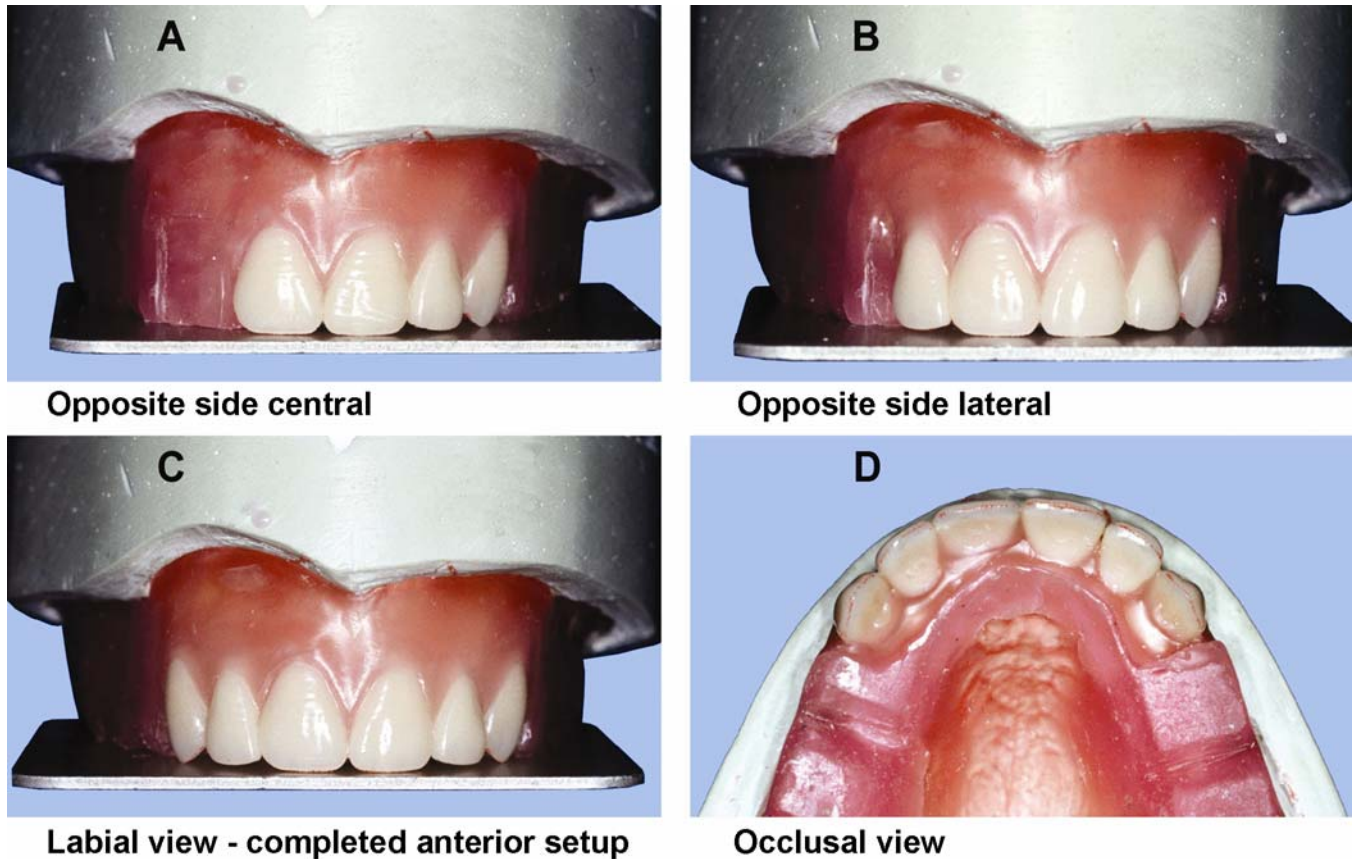 A
B
Opposite side central
Opposite side lateral
C
D
Labial view - completed anterior setup
Occlusal view